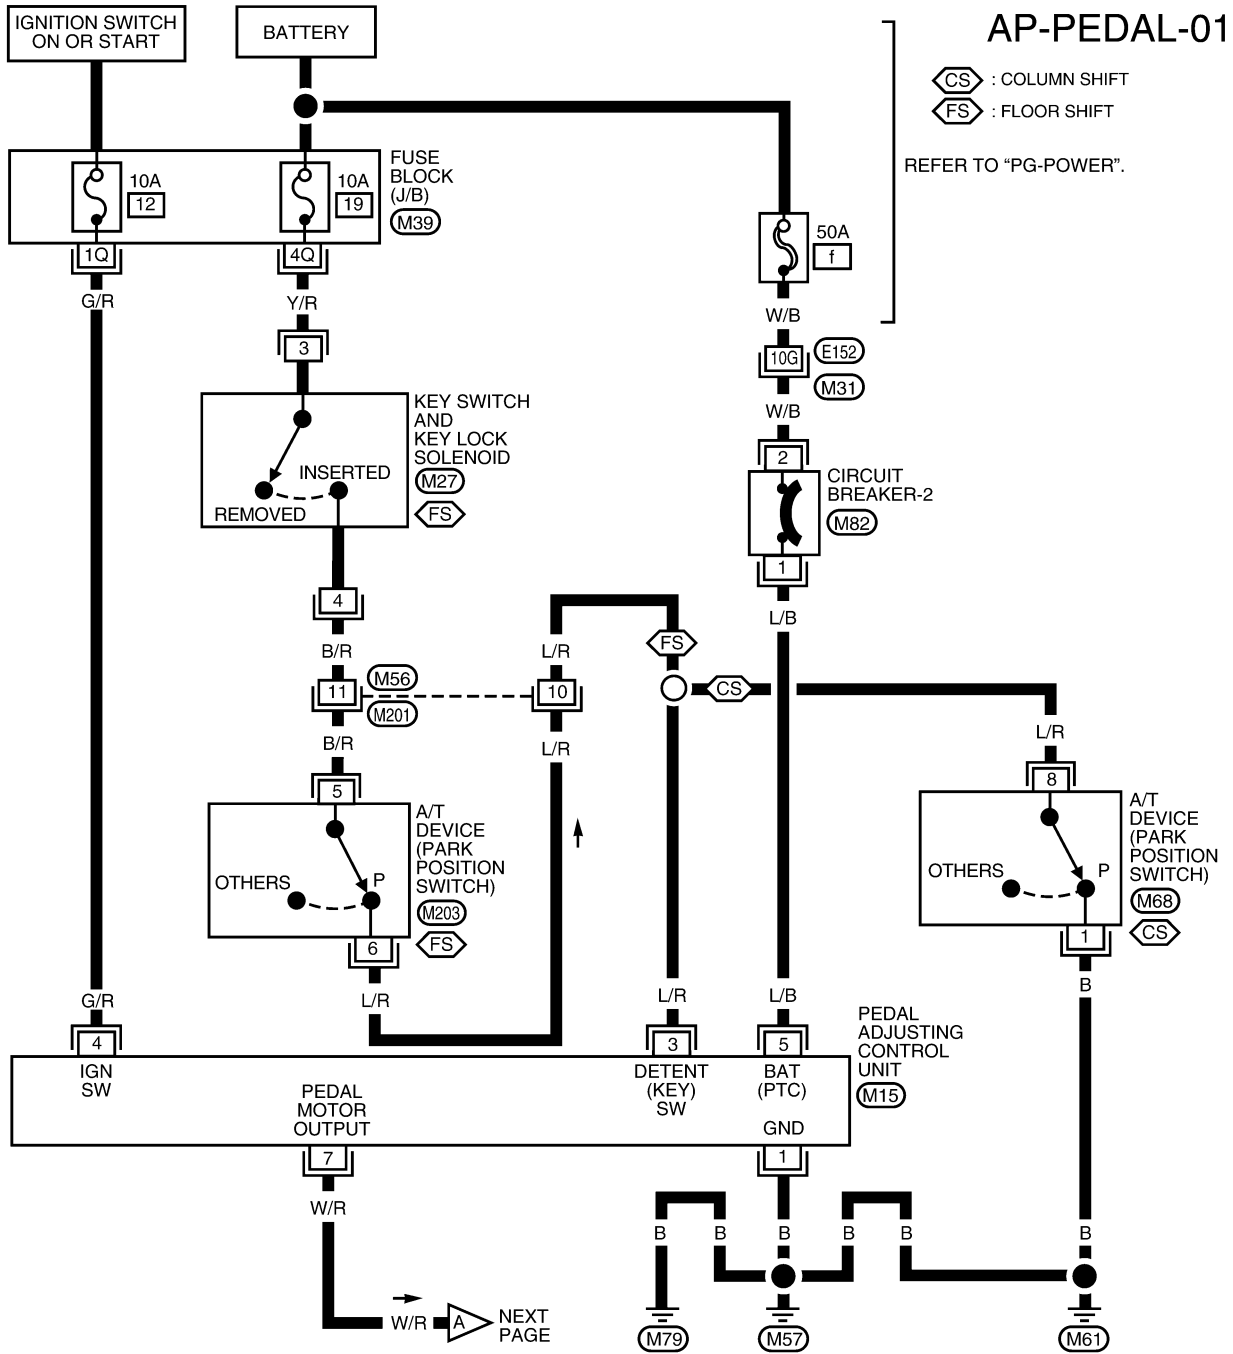 IGNITION SWITCH
ON OR START
BATTERY
AP-PEDAL-01
CS : COLUMN SHIFT
FS : FLOOR SHIFT
REFER TO “PG-POWER”.
10A
12
10A
19
FUSE
BLOCK
(J/B)
M39
1Q
4Q
50A
f
G/R
Y/R
W/B
3
10G
E152
M31
W/B
KEY SWITCH
AND
KEY LOCK
SOLENOID
M27
FS
INSERTED
REMOVED
2
CIRCUIT
BREAKER-2
M82
1
4
L/B
B/R
L/R
FS
11
M56
M201
10
CS
B/R
L/R
L/R
5
8
A/T
DEVICE
(PARK
POSITION
SWITCH)
M203
FS
OTHERS
P
6
A/T
DEVICE
(PARK
POSITION
SWITCH)
M68
CS
OTHERS
P
1
B
G/R
L/R
L/R
L/B
4
3
5
PEDAL
ADJUSTING
CONTROL
UNIT
M15
IGN
SW
PEDAL
MOTOR
OUTPUT
DETENT
(KEY)
SW
BAT
(PTC)
GND
7
1
W/R
B
B
B
B
B
B
W/R
A
NEXT
PAGE
M79
M57
M61